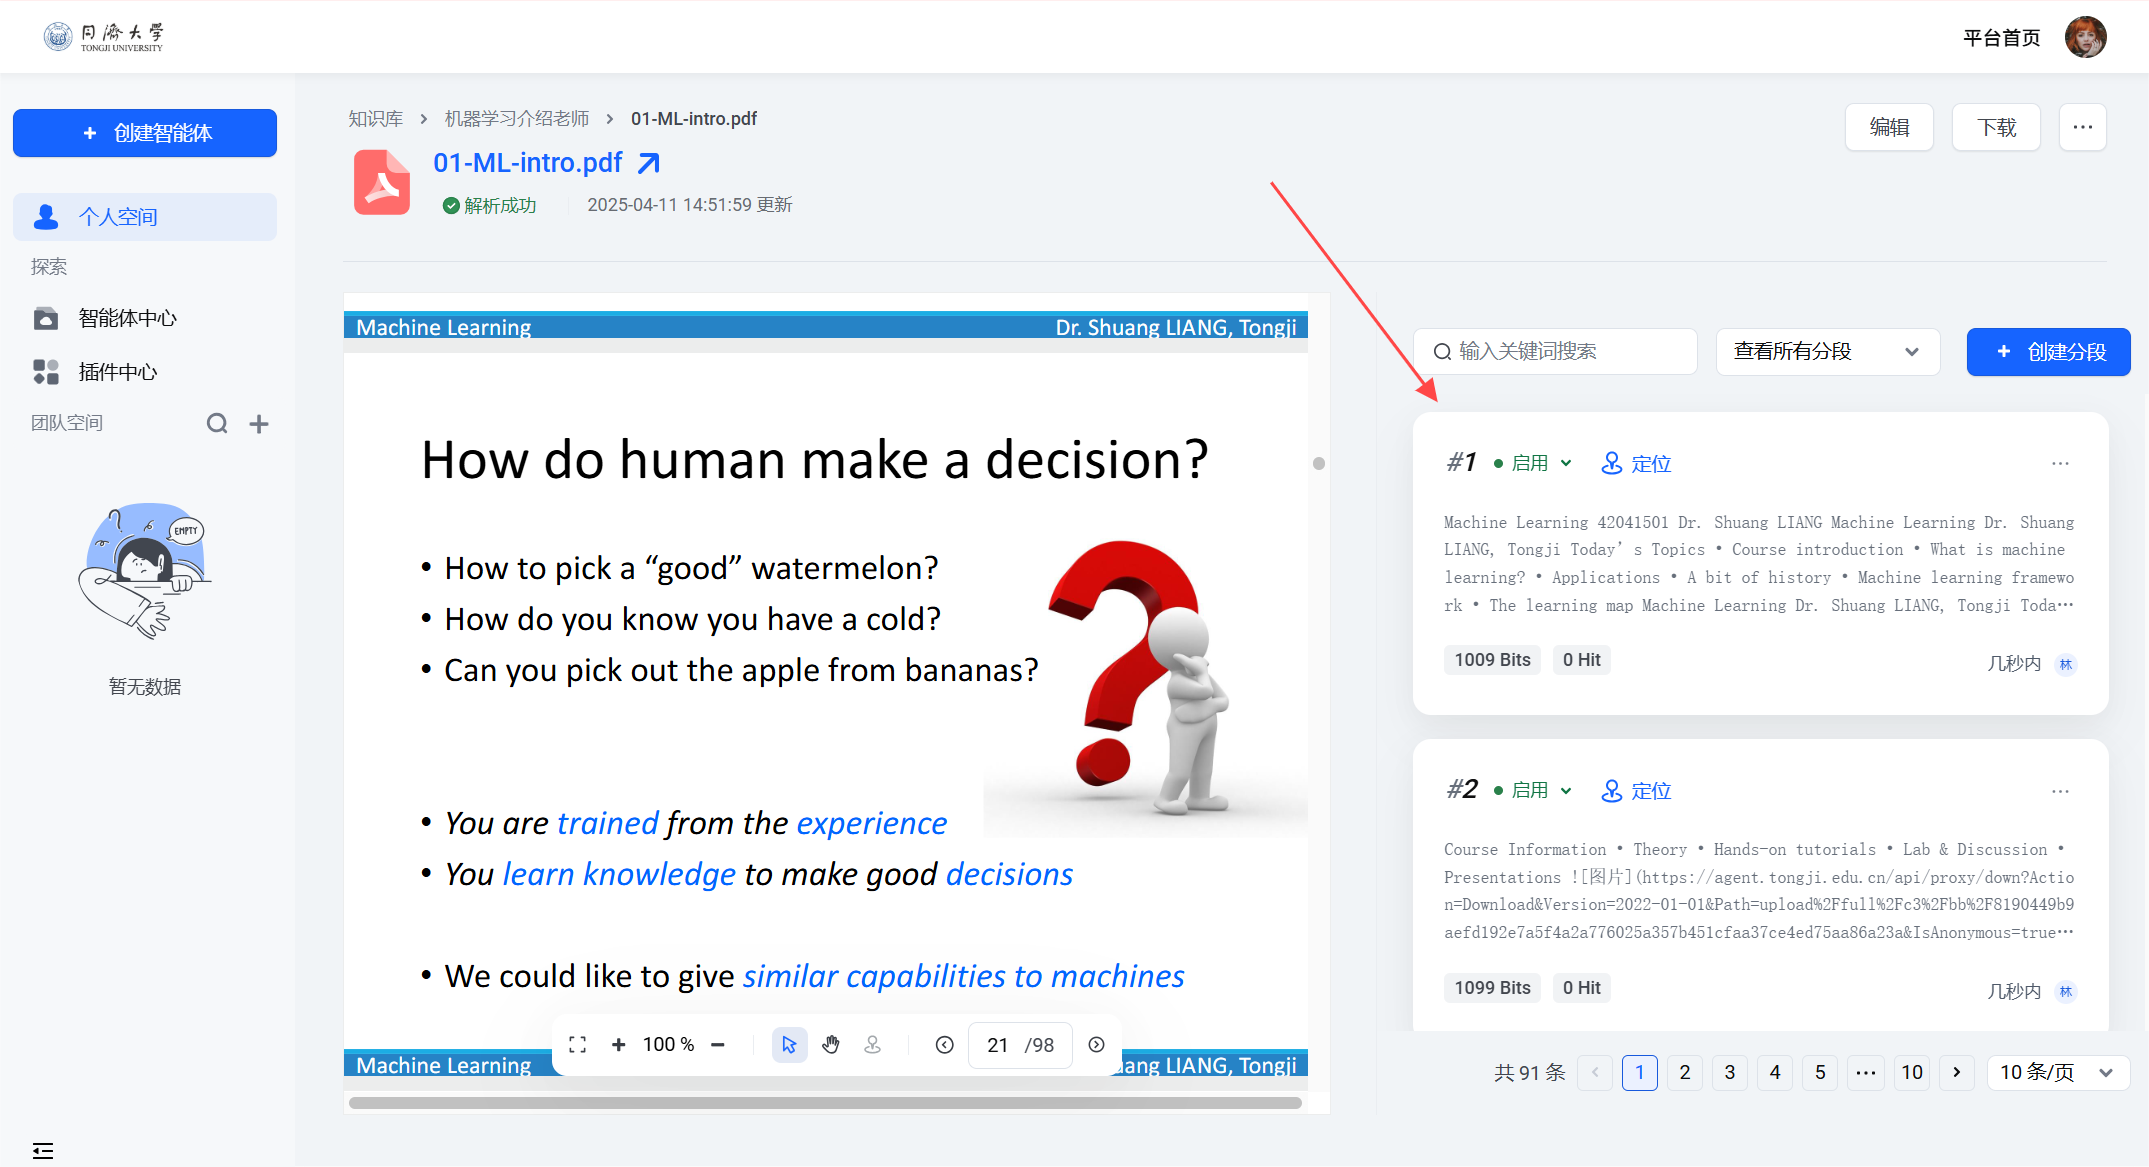 同濟大學
TONGJI UNIVERSITY
平台首页
创建智能体
个人空间
探索
智能体中心
插件中心
团队空间
EMPTY
暂无数据
知识库 > 机器学习介绍老师 > 01-ML-intro.pdf
编辑
下载
01-ML-intro.pdf
解析成功
2025-04-11 14:51:59 更新
Machine Learning
Dr. Shuang LIANG, Tongji
How do human make a decision?
• How to pick a “good” watermelon?
• How do you know you have a cold?
• Can you pick out the apple from bananas?
• You are trained from the experience
• You learn knowledge to make good decisions
• We could like to give similar capabilities to machines
100 %
21 /98
Machine Learning
ang LIANG, Tongji
输入关键词搜索
查看所有分段
创建分段
#1 启用 定位
Machine Learning 42041501 Dr. Shuang LIANG Machine Learning Dr. Shuang
LIANG, Tongji Today’s Topics • Course introduction • What is machine
learning? • Applications • A bit of history • Machine learning framewo
rk • The learning map Machine Learning Dr. Shuang LIANG, Tongji Toda…
1009 Bits 0 Hit
几秒内 林
#2 启用 定位
Course Information • Theory • Hands-on tutorials • Lab & Discussion •
Presentations ![图片](https://agent.tongji.edu.cn/api/proxy/down?Actio
n=Download&Version=2022-01-01&Path=upload%2Ffull%2Fc3%2Fbb%2F8190449b9
aefd192e7a5f4a2a776025a357b451cfaa37ce4ed75aa86a23a&IsAnonymous=true…
1099 Bits 0 Hit
几秒内 林
共 91 条 < 1 2 3 4 5 ··· 10 > 10 条/页